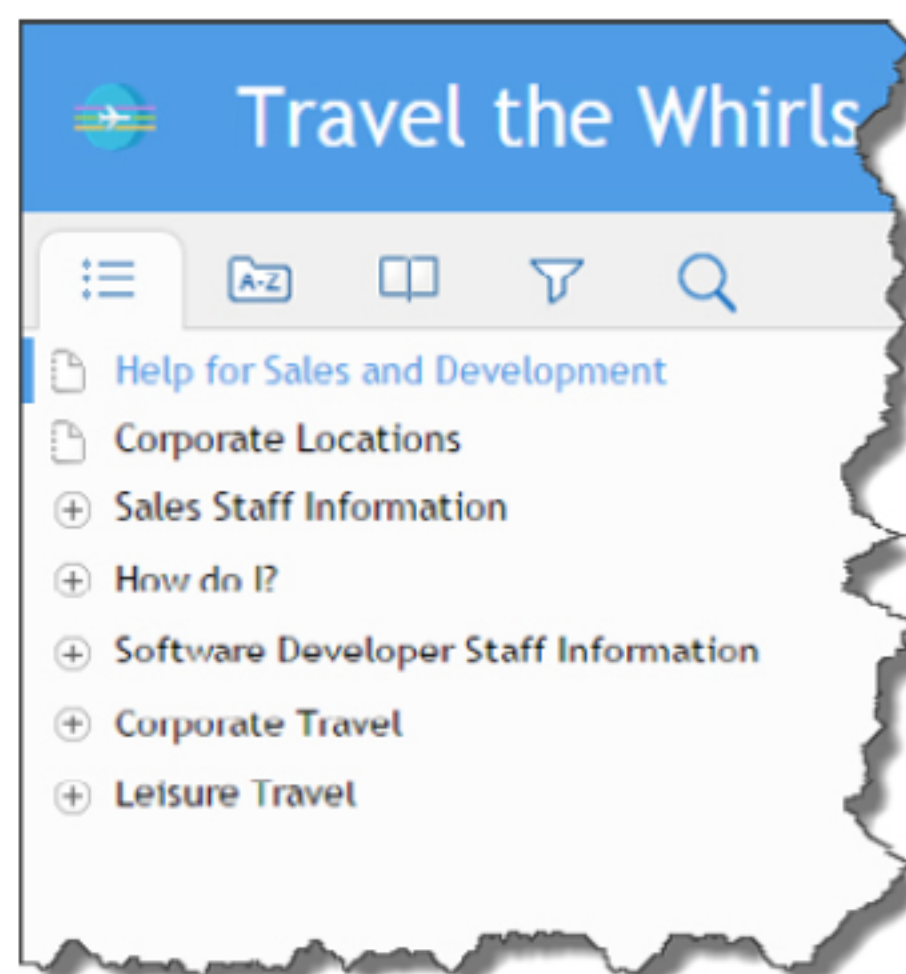 Travel the Whirls
A-Z
Help for Sales and Development
Corporate Locations
Sales Staff Information
How do I?
Software Developer Staff Information
Corporate Travel
Leisure Travel